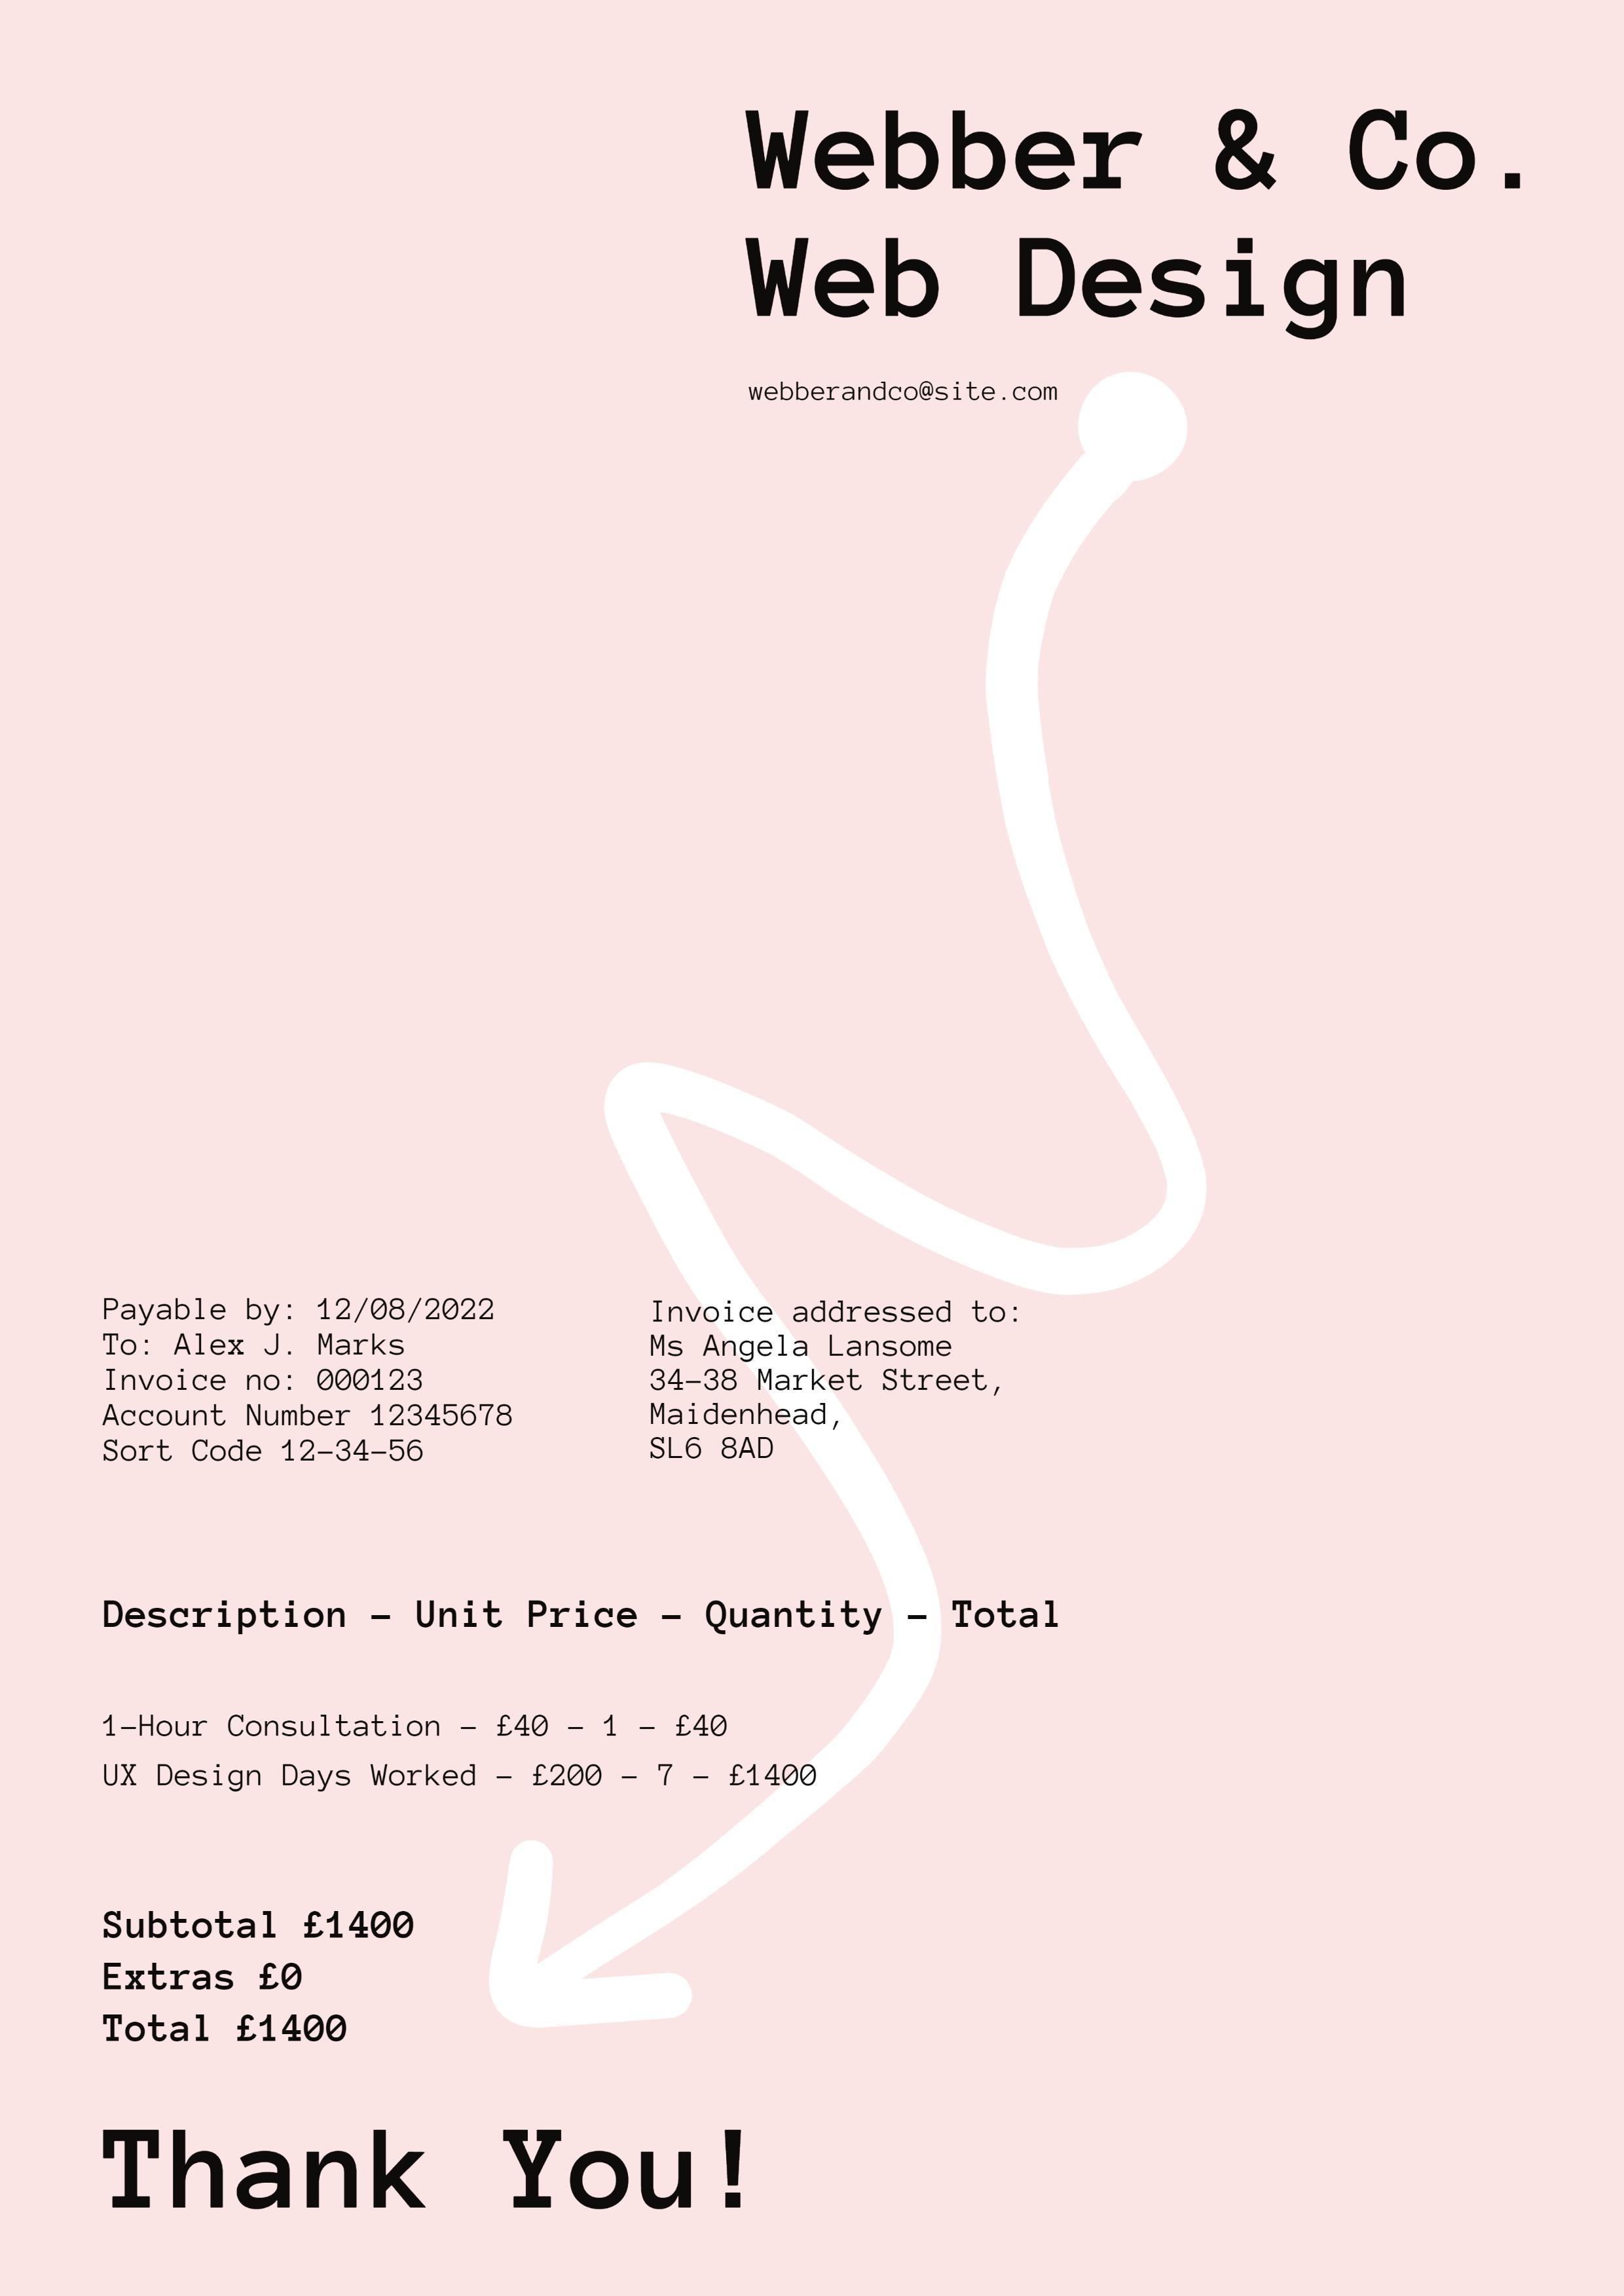 Webber & Co.
Web Design
webberandco@site.com
Payable by: 12/08/2022
To: Alex J. Marks
Invoice no: 000123
Account Number 12345678
Sort Code 12-34-56
Invoice addressed to:
Ms Angela Lansome
34-38 Market Street,
Maidenhead,
SL6 8AD
Description - Unit Price - Quantity - Total
1-Hour Consultation - £40 - 1 - £40
UX Design Days Worked - £200 - 7 - £1400
Subtotal £1400
Extras £0
Total £1400
Thank You!